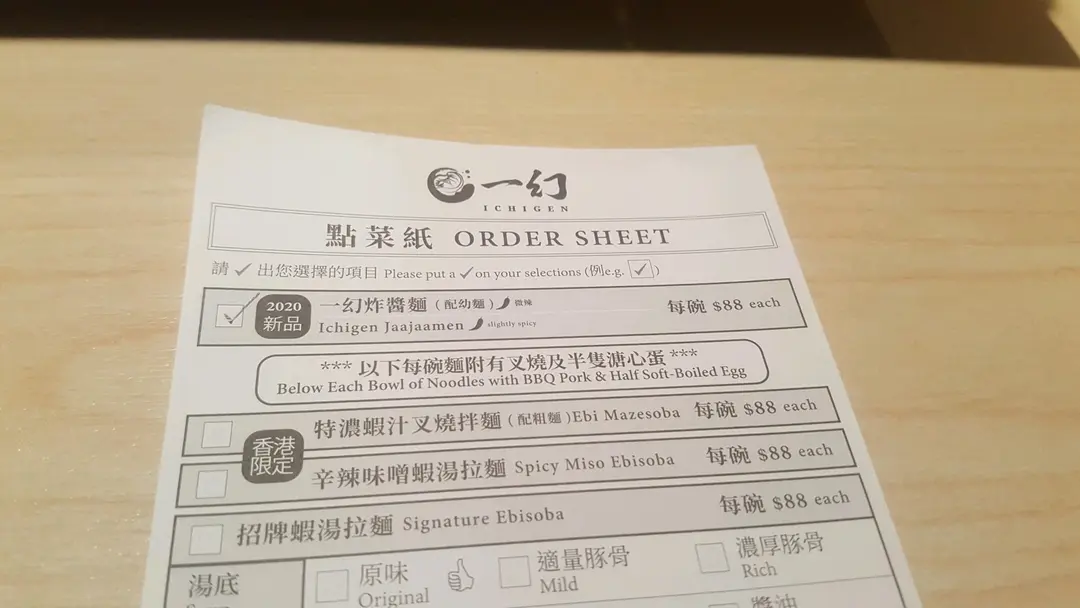 一幻
ICHIGEN
點菜紙 ORDER SHEET
請 ✓ 出您選擇的項目 Please put a ✓ on your selections (例e.g. ☑)
2020 新品 一幻炸醬麵 (配幼麵) 微辣 每碗 $88 each
Ichigen Jaajaamen slightly spicy
*** 以下每碗麵附有叉燒及半隻溏心蛋 ***
Below Each Bowl of Noodles with BBQ Pork & Half Soft-Boiled Egg
香港限定
特濃蝦汁叉燒拌麵 (配粗麵) Ebi Mazesoba 每碗 $88 each
辛辣味噌蝦湯拉麵 Spicy Miso Ebisoba 每碗 $88 each
招牌蝦湯拉麵 Signature Ebisoba 每碗 $88 each
湯底 原味 適量豚骨 濃厚豚骨
Original Mild Rich
醬油